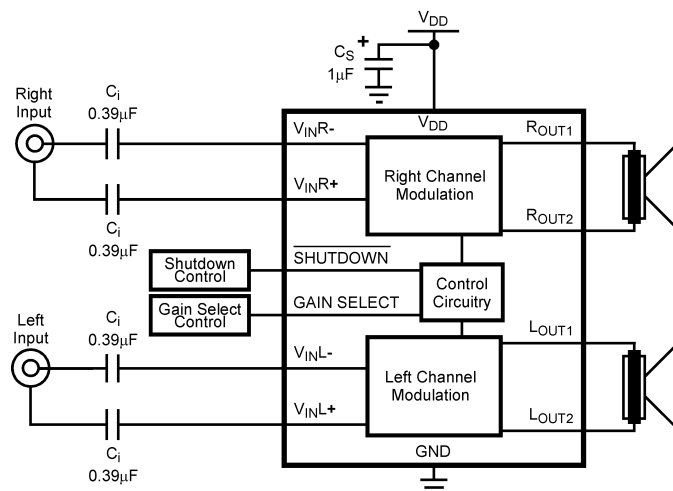 VDD
CS +
1µF
Right
Input
Ci
0.39µF
VINR-
VDD
ROUT1
Right Channel
Modulation
VINR+
ROUT2
Ci
0.39µF
Shutdown
Control
SHUTDOWN
Control
Circuitry
Gain Select
Control
GAIN SELECT
Left
Input
Ci
0.39µF
VINL-
LOUT1
Left Channel
Modulation
VINL+
LOUT2
Ci
0.39µF
GND